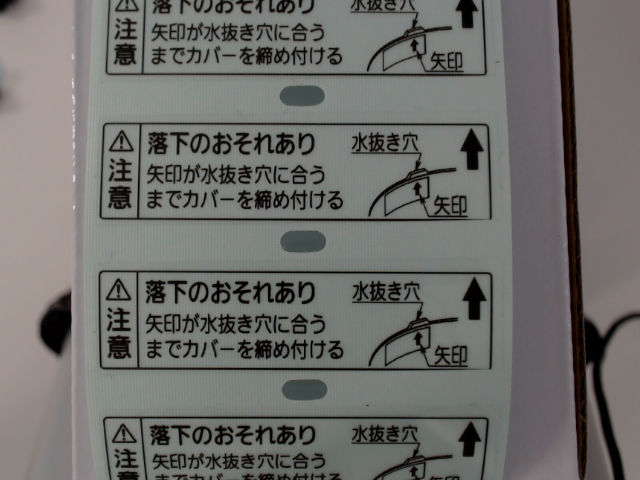 注意
落下のおそれあり
矢印が水抜き穴に合う
までカバーを締め付ける
水抜き穴
矢印
注意
落下のおそれあり
矢印が水抜き穴に合う
までカバーを締め付ける
水抜き穴
矢印
注意
落下のおそれあり
矢印が水抜き穴に合う
までカバーを締め付ける
水抜き穴
矢印
注意
落下のおそれあり
矢印が水抜き穴に合う
までカバーを締め付ける
水抜き穴
矢印